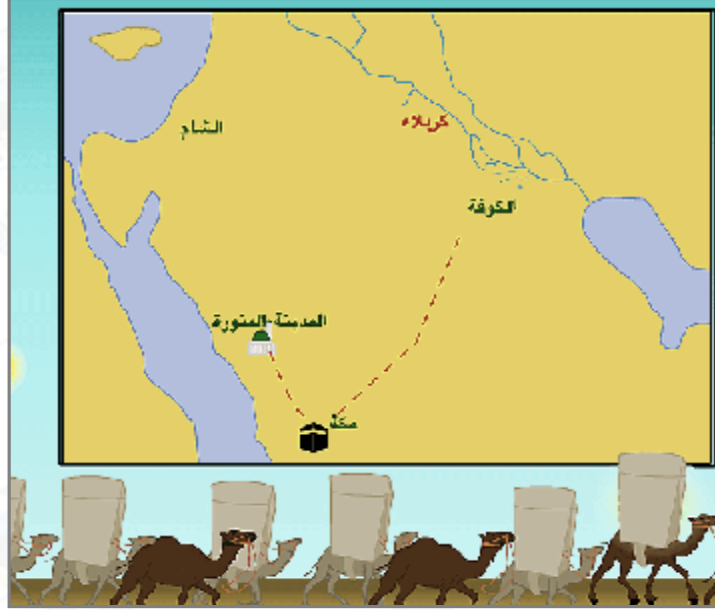 الشام
كربلاء
الكوفة
المدينة-المنورة
مكة